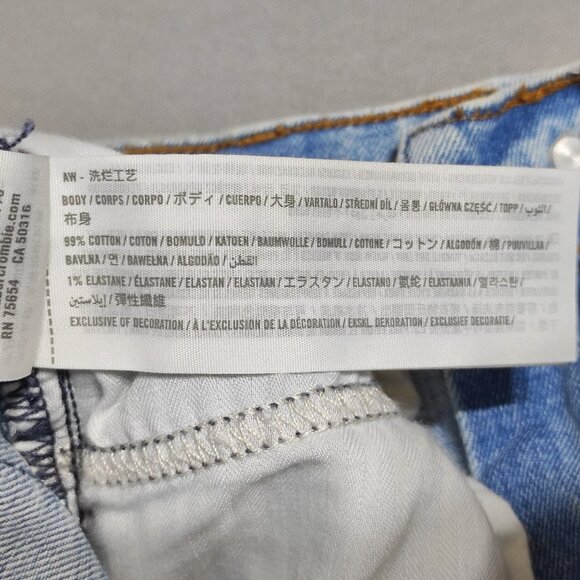 AW - 洗烂工艺
BODY / CORPS / CORPO / ボディ / CUERPO / 大身 / VARTALO / STŘEDNÍ DÍL / 몸통 / GŁÓWNA CZĘŚĆ / TOPP / الثوب /
布身
99% COTTON / COTON / BOMULD / KATOEN / BAUMWOLLE / BOMULL / COTONE / コットン / ALGODÓN / 棉 / PUUVILLAA /
BAVLNA / 면 / BAWEŁNA / ALGODÃO / القطن
1% ELASTANE / ÉLASTANE / ELASTAN / ELASTAAN / エラスタン / ELASTANO / 氨纶 / ELASTAANIA / 엘라스탄 /
إيلاستين / 彈性纖維
EXCLUSIVE OF DECORATION / À L'EXCLUSION DE LA DÉCORATION / EKSKL. DEKORATION / EXCLUSIEF DECORATIE /
crombie.com
RN 75654 CA 50316